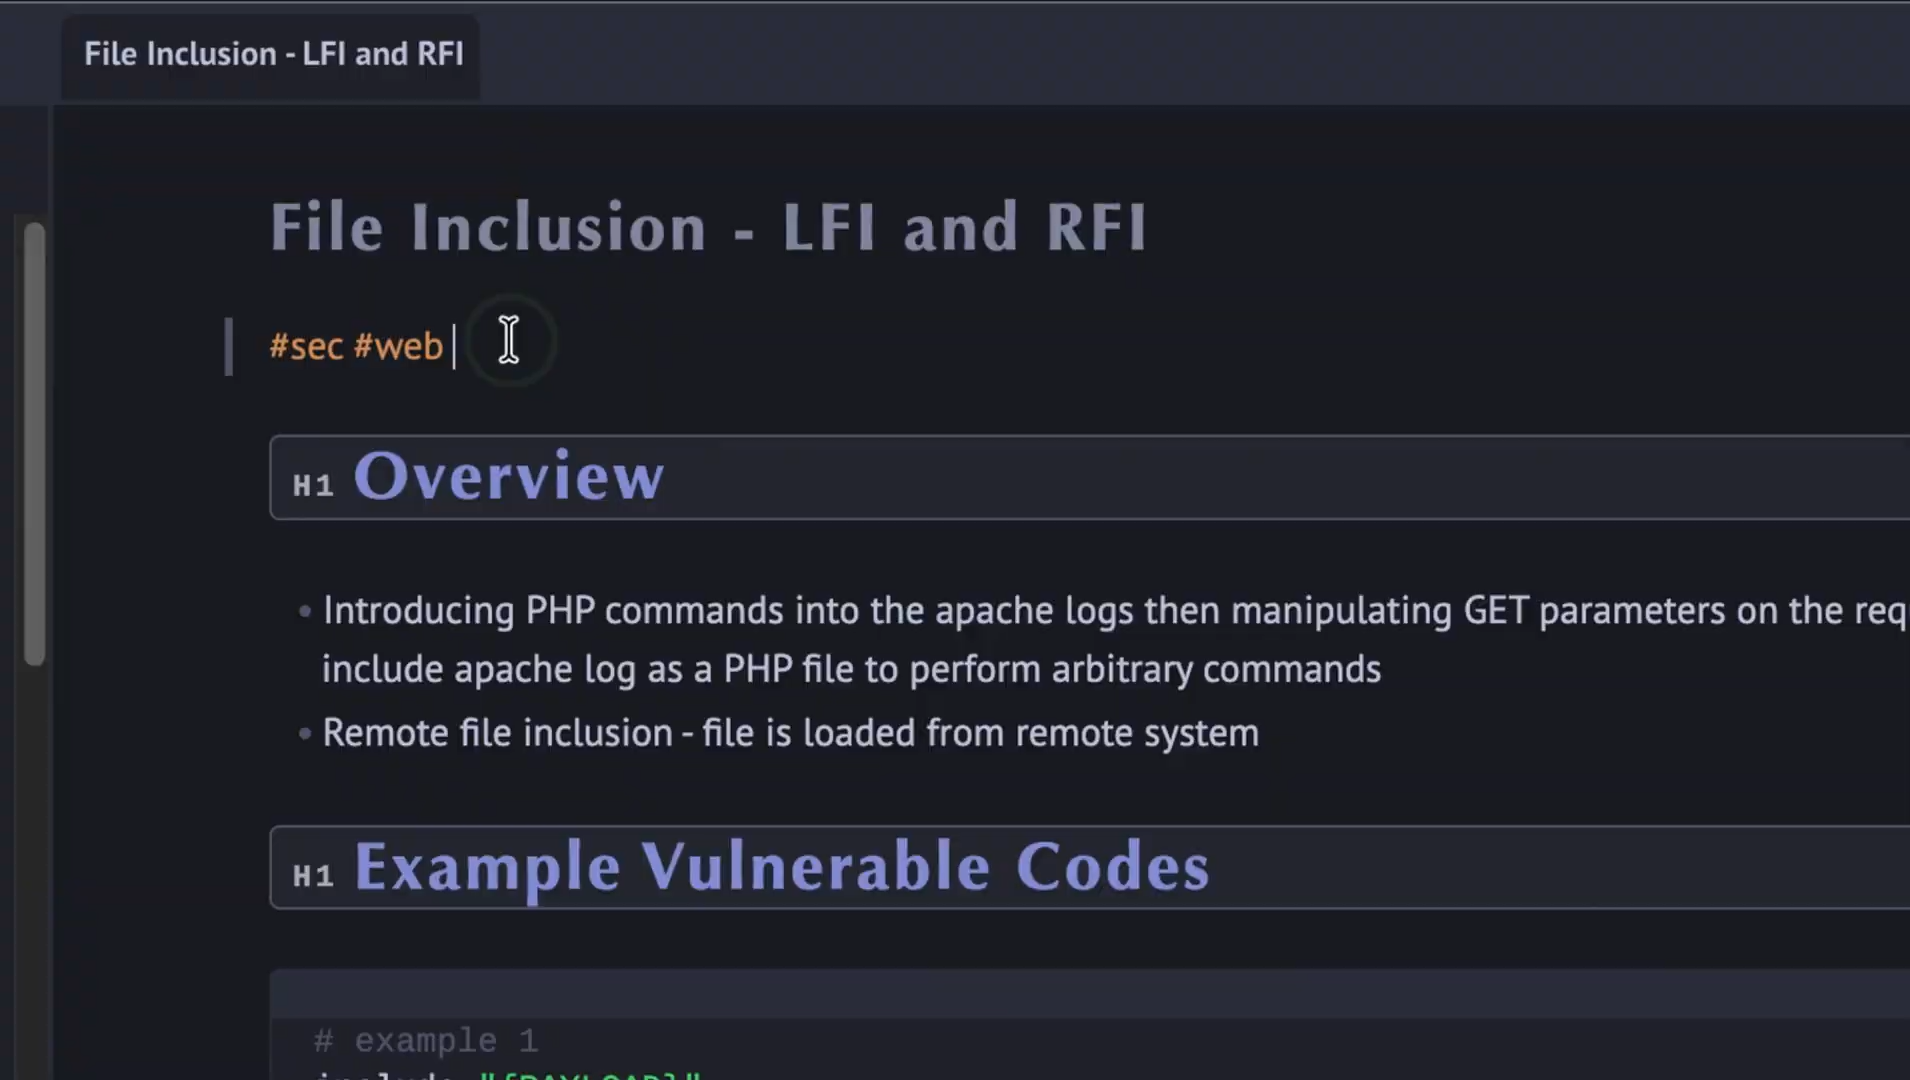 File Inclusion - LFI and RFI
File Inclusion - LFI and RFI
#sec #web
H1 Overview
• Introducing PHP commands into the apache logs then manipulating GET parameters on the req
include apache log as a PHP file to perform arbitrary commands
• Remote file inclusion - file is loaded from remote system
H1 Example Vulnerable Codes
# example 1
include "{PAYLOAD}"